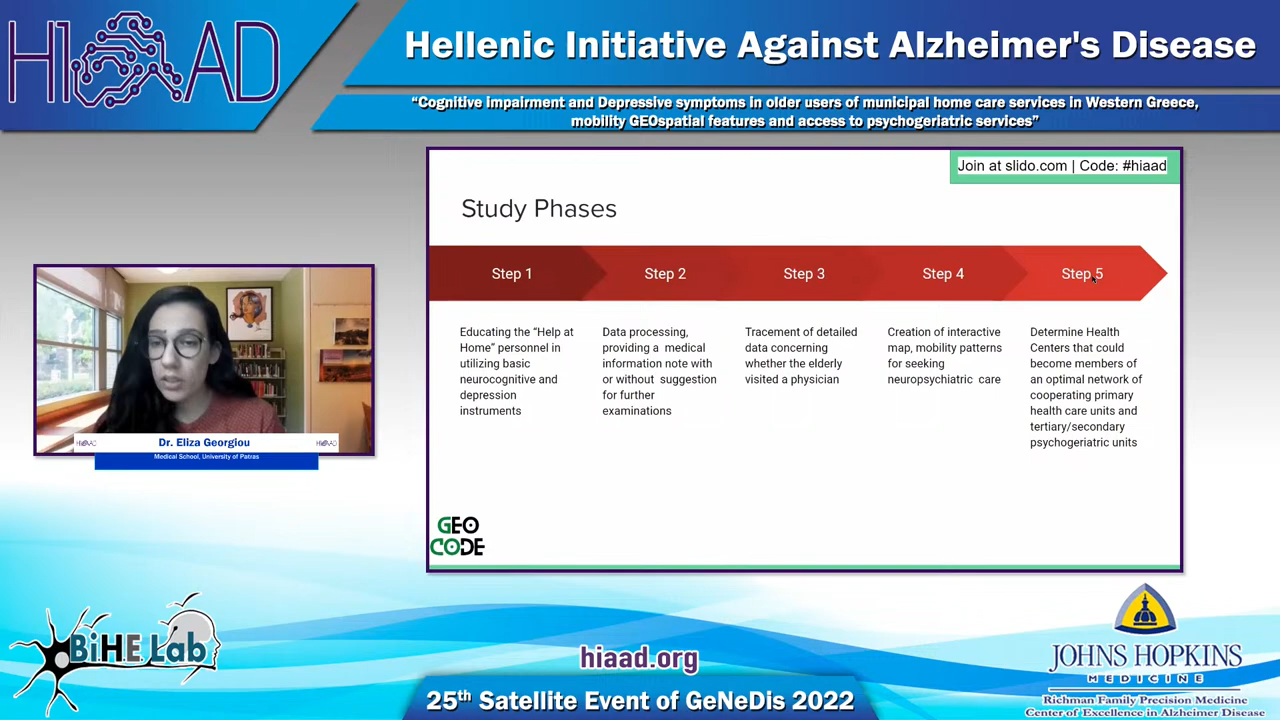 HIAAD
Hellenic Initiative Against Alzheimer's Disease
“Cognitive impairment and Depressive symptoms in older users of municipal home care services in Western Greece,
mobility GEOspatial features and access to psychogeriatric services”
Join at slido.com | Code: #hiaad
Study Phases
Step 1
Step 2
Step 3
Step 4
Step 5
Educating the “Help at
Home” personnel in
utilizing basic
neurocognitive and
depression
instruments
Data processing,
providing a medical
information note with
or without suggestion
for further
examinations
Tracement of detailed
data concerning
whether the elderly
visited a physician
Creation of interactive
map, mobility patterns
for seeking
neuropsychiatric care
Determine Health
Centers that could
become members of
an optimal network of
cooperating primary
health care units and
tertiary/secondary
psychogeriatric units
GEO
CODE
HIAAD
Dr. Eliza Georgiou
HIAAD
Medical School, University of Patras
BiHE Lab
hiaad.org
25th Satellite Event of GeNeDis 2022
JOHNS HOPKINS
MEDICINE
Richman Family Precision Medicine
Center of Excellence in Alzheimer Disease